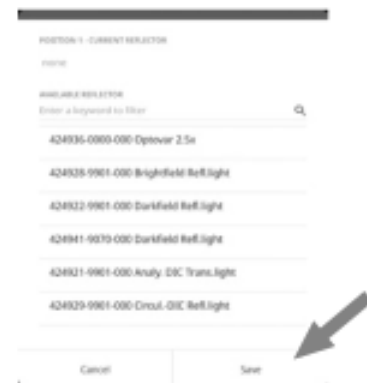 POSITION 1 - CURRENT REFLECTOR
none
AVAILABLE REFLECTOR
Enter a keyword to filter
424936-0000-000 Optovar 2.5x
424928-9901-000 Brightfield Refl.light
424922-9901-000 Darkfield Refl.light
424941-9070-000 Darkfield Refl.light
424921-9901-000 Analy. DIC Trans.light
424929-9901-000 Circul.-DIC Refl.light
Cancel Save